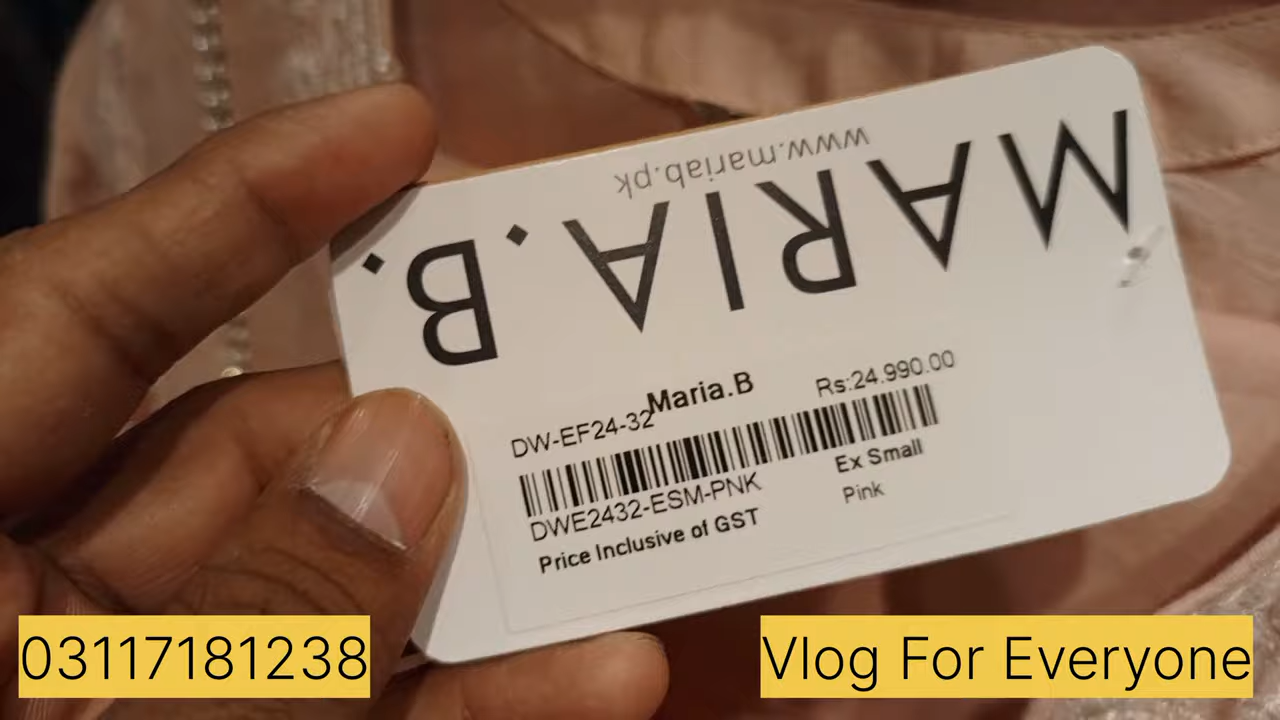 www.mariab.pk
MARIA.B.
Maria.B
Rs:24.990.00
DW-EF24-32
DWE2432-ESM-PNK
Ex Small
Pink
Price Inclusive of GST
03117181238
Vlog For Everyone